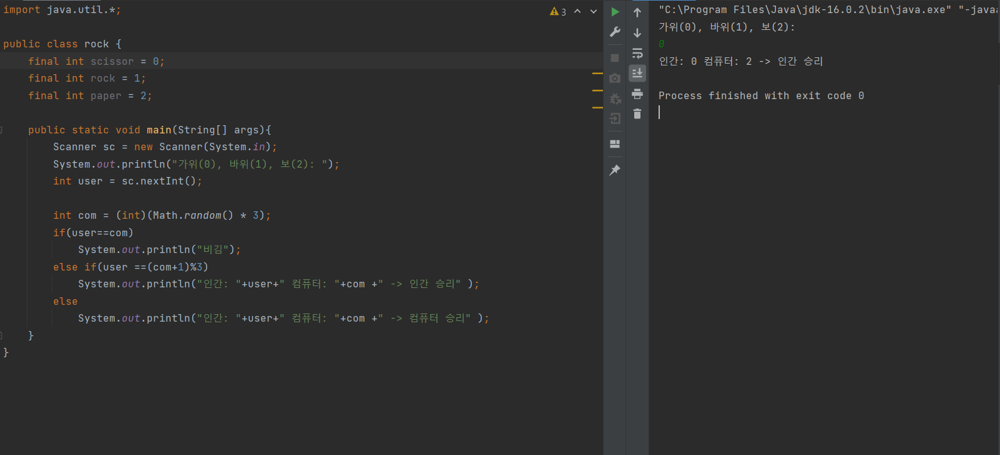 import java.util.*;
3
public class rock {
    final int scissor = 0;
    final int rock = 1;
    final int paper = 2;
    public static void main(String[] args){
        Scanner sc = new Scanner(System.in);
        System.out.println("가위(0), 바위(1), 보(2): ");
        int user = sc.nextInt();
        int com = (int)(Math.random() * 3);
        if(user==com)
            System.out.println("비김");
        else if(user ==(com+1)%3)
            System.out.println("인간: "+user+" 컴퓨터: "+com +" -> 인간 승리" );
        else
            System.out.println("인간: "+user+" 컴퓨터: "+com +" -> 컴퓨터 승리" );
    }
}
"C:\Program Files\Java\jdk-16.0.2\bin\java.exe" "-java
가위(0), 바위(1), 보(2):
0
인간: 0 컴퓨터: 2 -> 인간 승리
Process finished with exit code 0